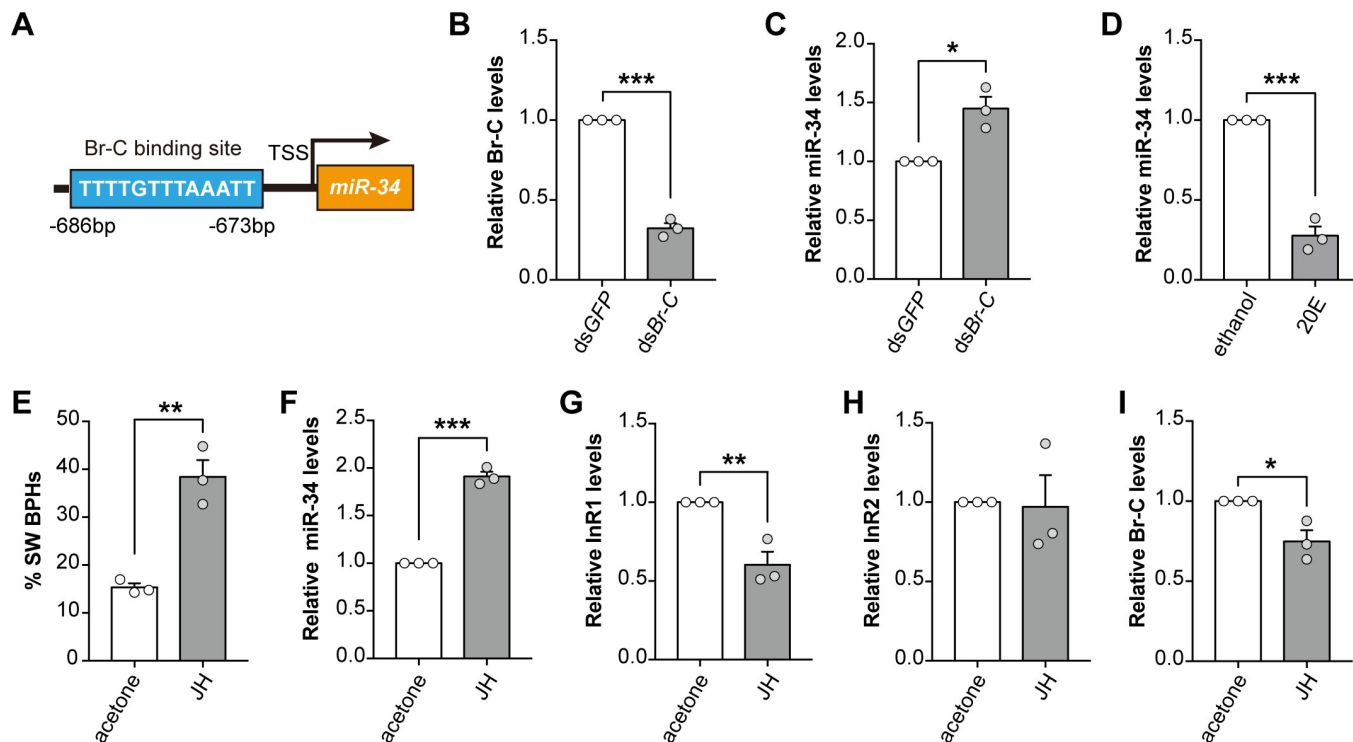 A
Br-C binding site
TSS
TTTTGTTTAAATT
miR-34
-686bp
-673bp
B
Relative Br-C levels
1.5
1.0
0.5
0.0
***
dsGFP
dsBr-C
C
Relative miR-34 levels
2.0
1.5
1.0
0.5
0.0
*
dsGFP
dsBr-C
D
Relative miR-34 levels
1.5
1.0
0.5
0.0
***
ethanol
20E
E
% SW BPHs
50
40
30
20
10
0
**
acetone
JH
F
Relative miR-34 levels
2.5
2.0
1.5
1.0
0.5
0.0
***
acetone
JH
G
Relative InR1 levels
1.5
1.0
0.5
0.0
**
acetone
JH
H
Relative InR2 levels
1.5
1.0
0.5
0.0
acetone
JH
I
Relative Br-C levels
1.5
1.0
0.5
0.0
*
acetone
JH